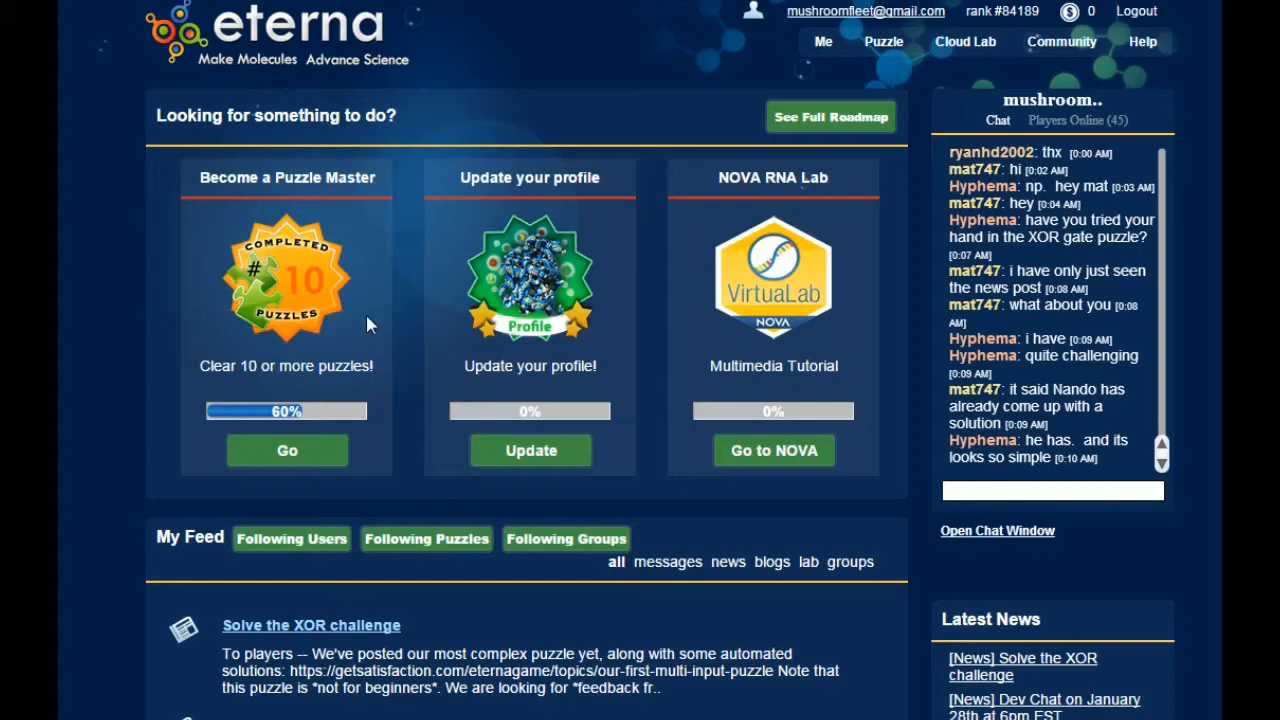 eterna
Make Molecules Advance Science
mushroomfleet@gmail.com rank #84189 $ 0 Logout
Me Puzzle Cloud Lab Community Help
Looking for something to do?
See Full Roadmap
Become a Puzzle Master
COMPLETED
# 10
PUZZLES
Clear 10 or more puzzles!
60%
Go
Update your profile
Profile
Update your profile!
0%
Update
NOVA RNA Lab
VirtuaLab
NOVA
Multimedia Tutorial
0%
Go to NOVA
mushroom..
Chat Players Online (45)
ryanhd2002: thx [0:00 AM]
mat747: hi [0:02 AM]
Hyphema: np. hey mat [0:03 AM]
mat747: hey [0:04 AM]
Hyphema: have you tried your
hand in the XOR gate puzzle?
[0:07 AM]
mat747: i have only just seen
the news post [0:08 AM]
mat747: what about you [0:08
AM]
Hyphema: i have [0:09 AM]
Hyphema: quite challenging
[0:09 AM]
mat747: it said Nando has
already come up with a
solution [0:09 AM]
Hyphema: he has. and its
looks so simple [0:10 AM]
Open Chat Window
My Feed Following Users Following Puzzles Following Groups
all messages news blogs lab groups
Solve the XOR challenge
To players -- We've posted our most complex puzzle yet, along with some automated
solutions: https://getsatisfaction.com/eternagame/topics/our-first-multi-input-puzzle Note that
this puzzle is *not for beginners*. We are looking for *feedback fr..
Latest News
[News] Solve the XOR
challenge
[News] Dev Chat on January
28th at 6pm EST